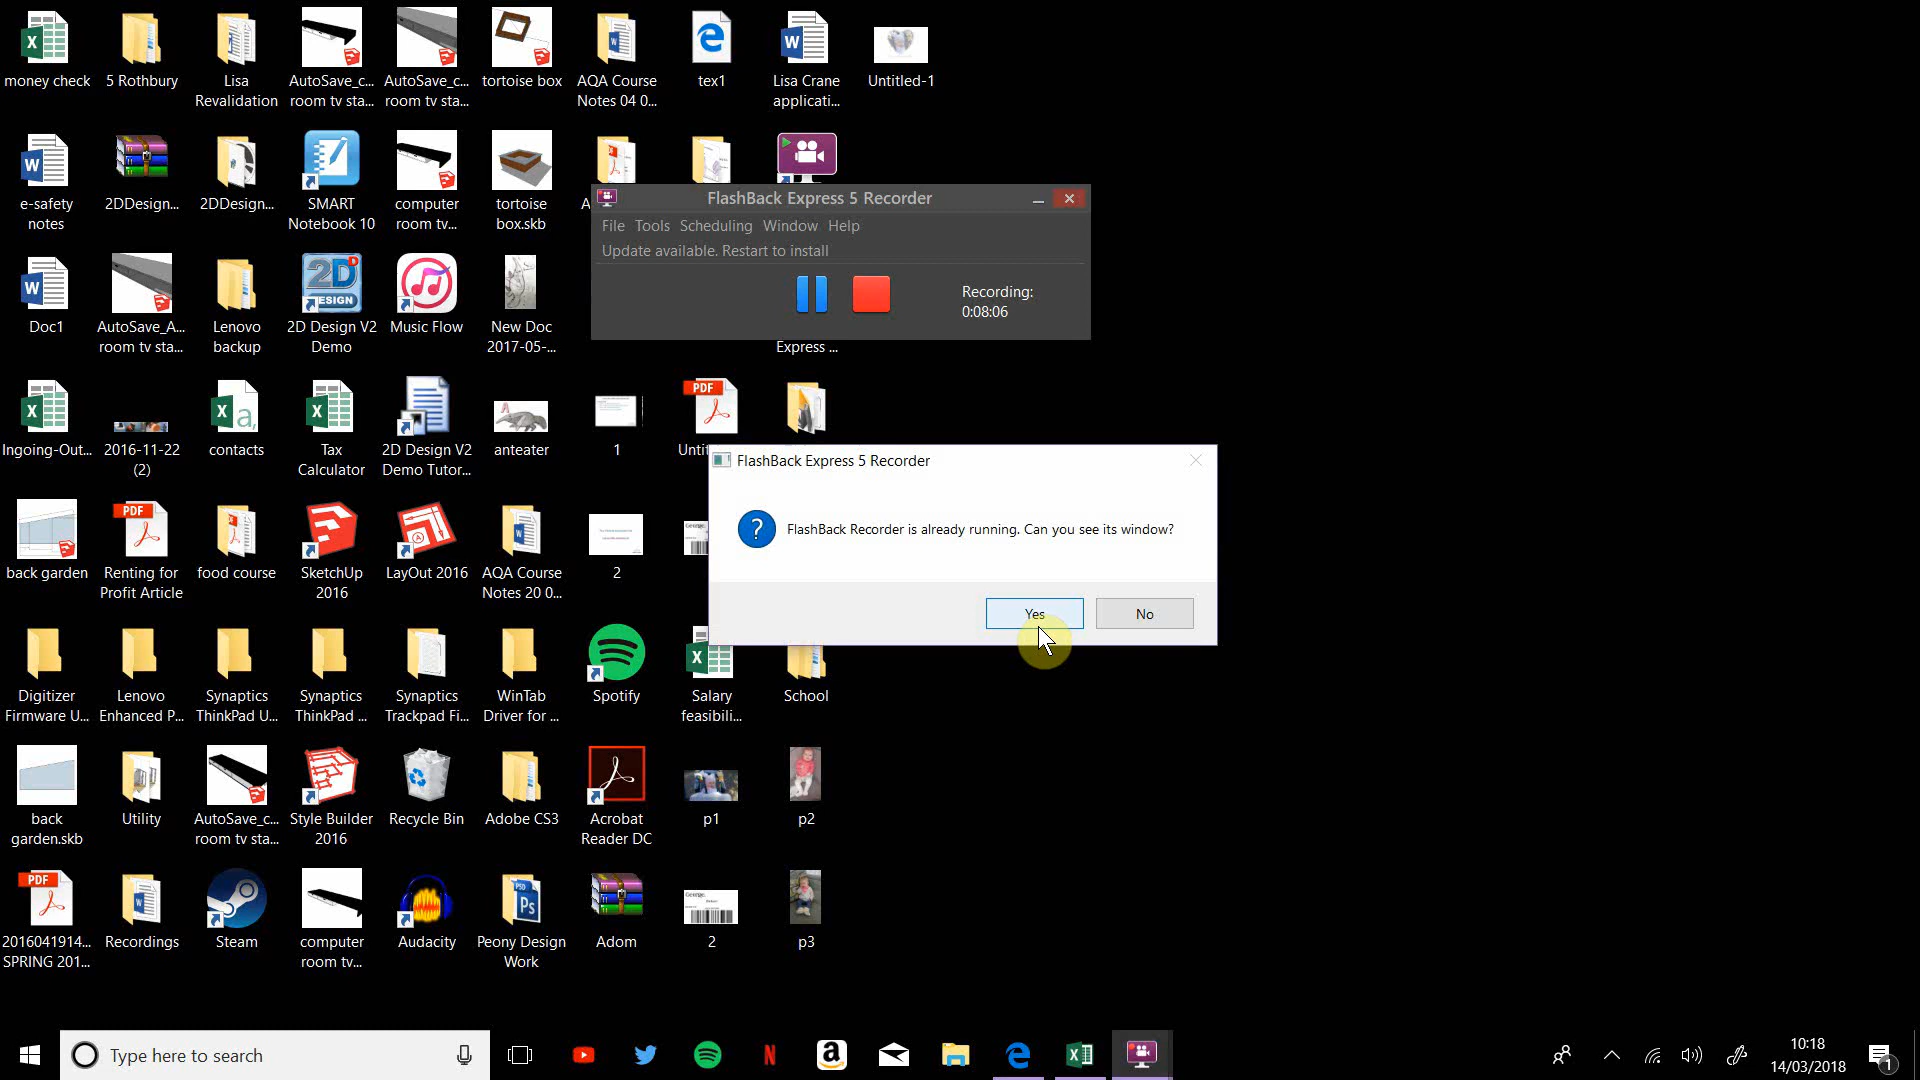 money check
5 Rothbury
Lisa
Revalidation
AutoSave_c...
room tv sta...
AutoSave_c...
room tv sta...
tortoise box
AQA Course
Notes 04 0...
tex1
Lisa Crane
applicati...
Untitled-1
e-safety
notes
2DDesign...
2DDesign...
SMART
Notebook 10
computer
room tv...
tortoise
box.skb
FlashBack Express 5 Recorder
File Tools Scheduling Window Help
Update available. Restart to install
Recording:
0:08:06
Express ...
Doc1
AutoSave_A...
room tv sta...
Lenovo
backup
2D Design V2
Demo
Music Flow
New Doc
2017-05-...
Ingoing-Out...
2016-11-22
(2)
contacts
Tax
Calculator
2D Design V2
Demo Tutor...
anteater
1
PDF
FlashBack Express 5 Recorder
FlashBack Recorder is already running. Can you see its window?
Yes
No
back garden
PDF
Renting for
Profit Article
food course
SketchUp
2016
LayOut 2016
AQA Course
Notes 20 0...
2
Digitizer
Firmware U...
Lenovo
Enhanced P...
Synaptics
ThinkPad U...
Synaptics
ThinkPad ...
Synaptics
Trackpad Fi...
WinTab
Driver for ...
Spotify
Salary
feasibili...
School
back
garden.skb
Utility
AutoSave_c...
room tv sta...
Style Builder
2016
Recycle Bin
Adobe CS3
Acrobat
Reader DC
p1
p2
PDF
2016041914...
SPRING 201...
Recordings
Steam
computer
room tv...
Audacity
Peony Design
Work
Adom
George.
2
p3
Type here to search
10:18
14/03/2018
1